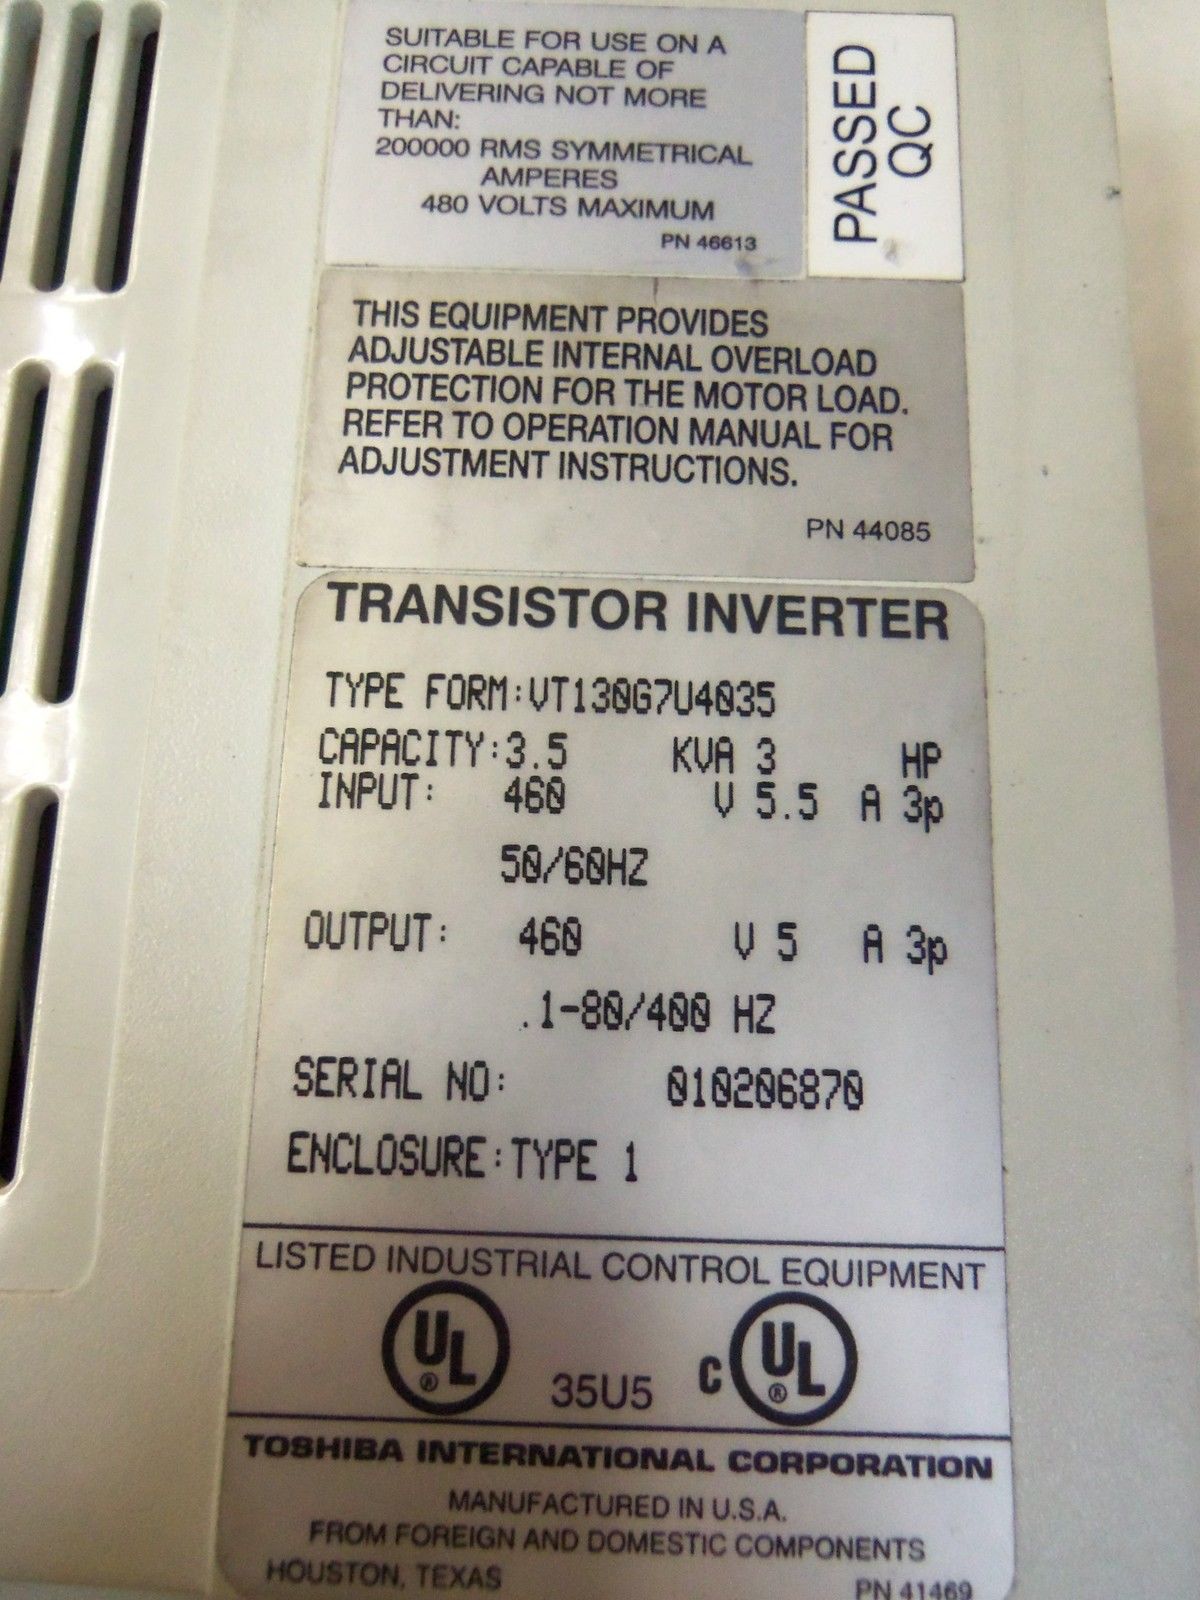 SUITABLE FOR USE ON A
CIRCUIT CAPABLE OF
DELIVERING NOT MORE
THAN:
200000 RMS SYMMETRICAL
AMPERES
480 VOLTS MAXIMUM
PN 46613
PASSED
QC
THIS EQUIPMENT PROVIDES
ADJUSTABLE INTERNAL OVERLOAD
PROTECTION FOR THE MOTOR LOAD.
REFER TO OPERATION MANUAL FOR
ADJUSTMENT INSTRUCTIONS.
PN 44085
TRANSISTOR INVERTER
TYPE FORM:VT130G7U4035
CAPACITY:3.5 KVA 3 HP
INPUT: 460 V 5.5 A 3p
50/60HZ
OUTPUT: 460 V 5 A 3p
.1-80/400 HZ
SERIAL NO: 010206870
ENCLOSURE:TYPE 1
LISTED INDUSTRIAL CONTROL EQUIPMENT
UL ® 35U5 C UL ®
TOSHIBA INTERNATIONAL CORPORATION
MANUFACTURED IN U.S.A.
FROM FOREIGN AND DOMESTIC COMPONENTS
HOUSTON, TEXAS PN 41469